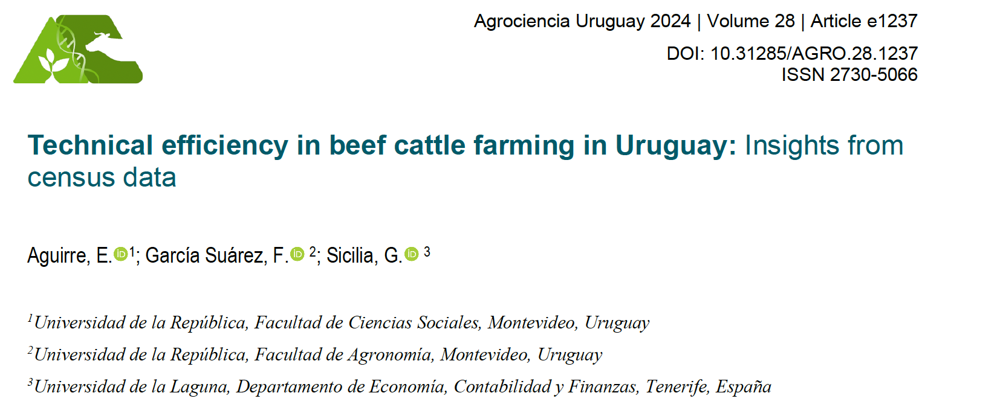 Agrociencia Uruguay 2024 | Volume 28 | Article e1237
DOI: 10.31285/AGRO.28.1237
ISSN 2730-5066
Technical efficiency in beef cattle farming in Uruguay: Insights from
census data
Aguirre, E. iD 1; García Suárez, F. iD 2; Sicilia, G. iD 3
1Universidad de la República, Facultad de Ciencias Sociales, Montevideo, Uruguay
2Universidad de la República, Facultad de Agronomía, Montevideo, Uruguay
3Universidad de la Laguna, Departamento de Economía, Contabilidad y Finanzas, Tenerife, España